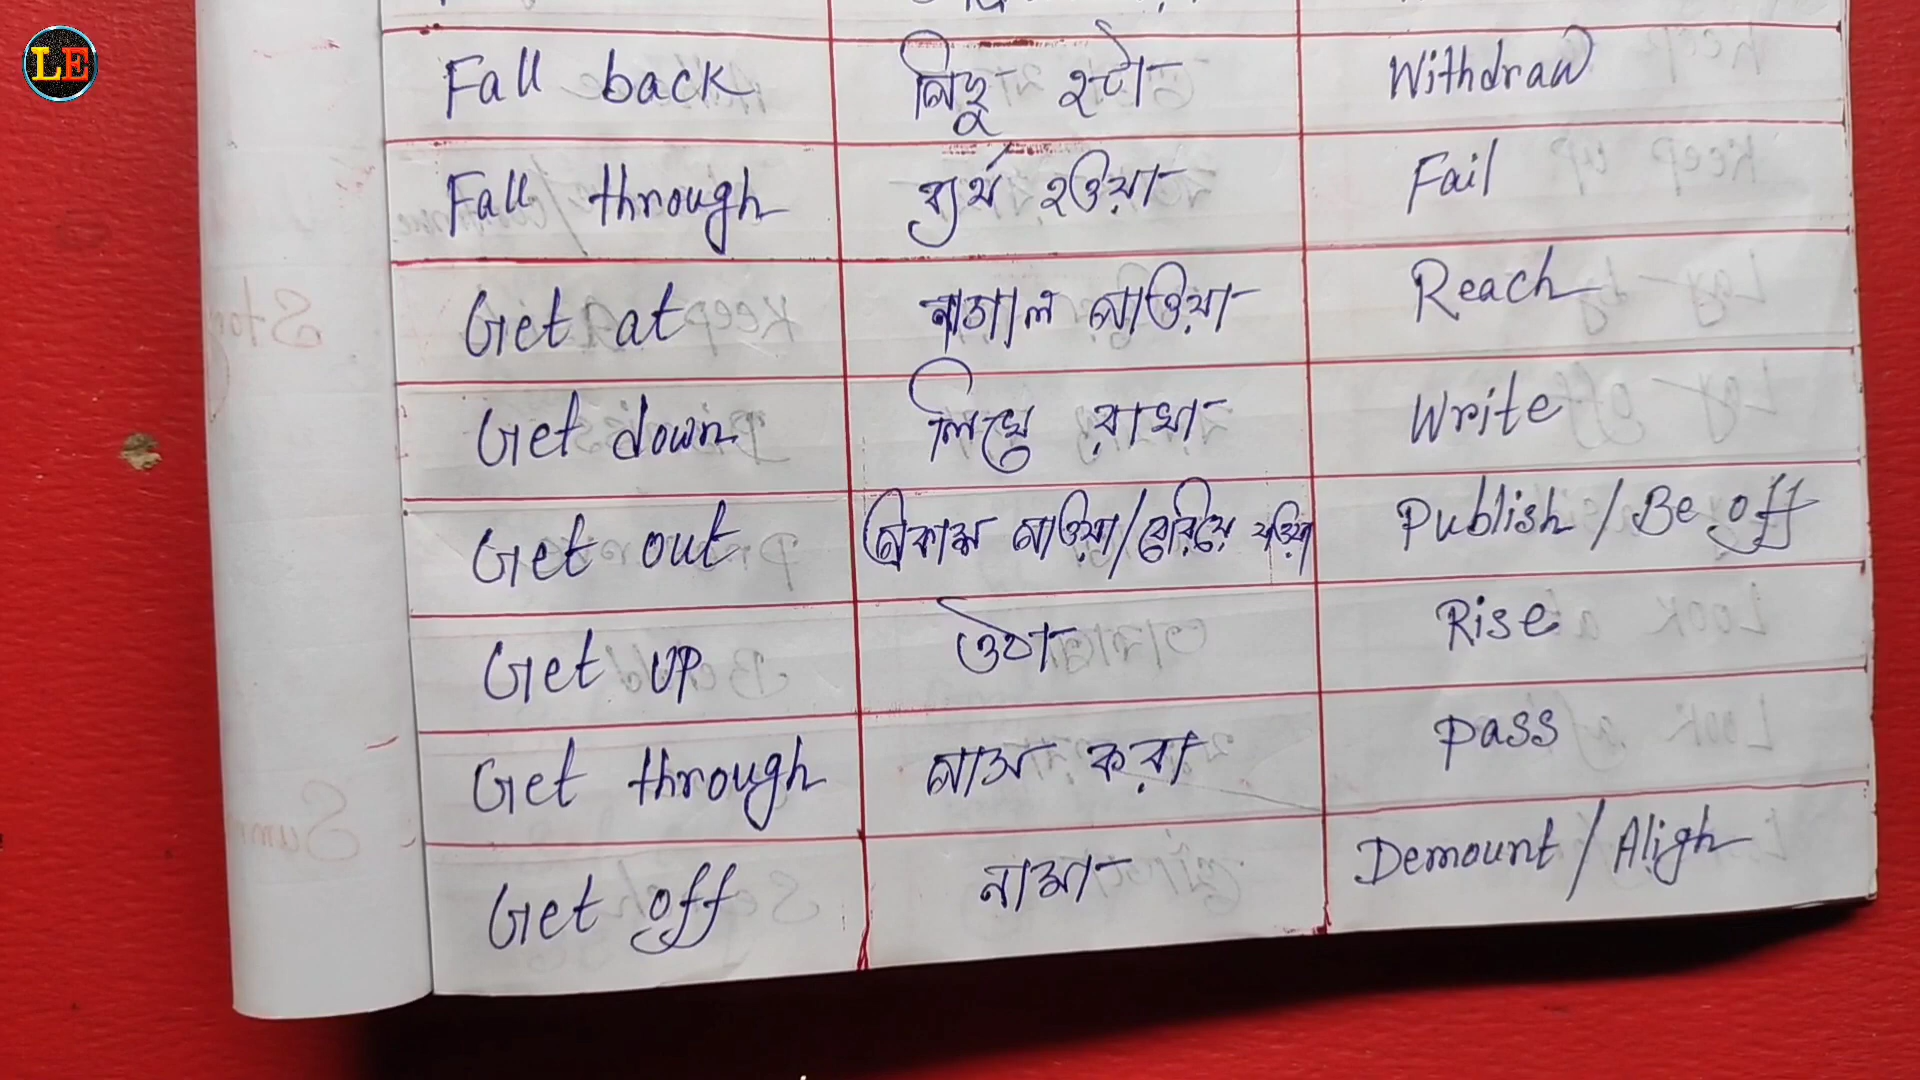 LE
Fall back পিছু হটা Withdraw
Fall through ব্যর্থ হওয়া Fail
Get at নাগাল পাওয়া Reach
Get down লিখে রাখা Write
Get out প্রকাশ পাওয়া/বেরিয়ে যাওয়া Publish / Be off
Get up ওঠা Rise
Get through পাস করা Pass
Get off নামা Demount / Aligh